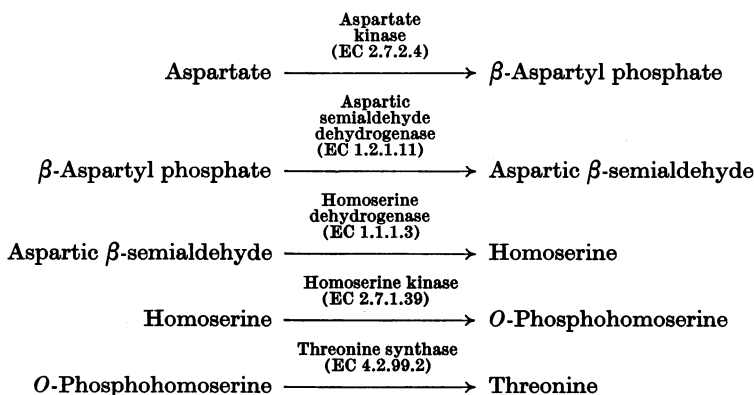 Aspartate
kinase
(EC 2.7.2.4)
Aspartate β-Aspartyl phosphate
Aspartic
semialdehyde
dehydrogenase
(EC 1.2.1.11)
β-Aspartyl phosphate Aspartic β-semialdehyde
Homoserine
dehydrogenase
(EC 1.1.1.3)
Aspartic β-semialdehyde Homoserine
Homoserine kinase
(EC 2.7.1.39)
Homoserine O-Phosphohomoserine
Threonine synthase
(EC 4.2.99.2)
O-Phosphohomoserine Threonine